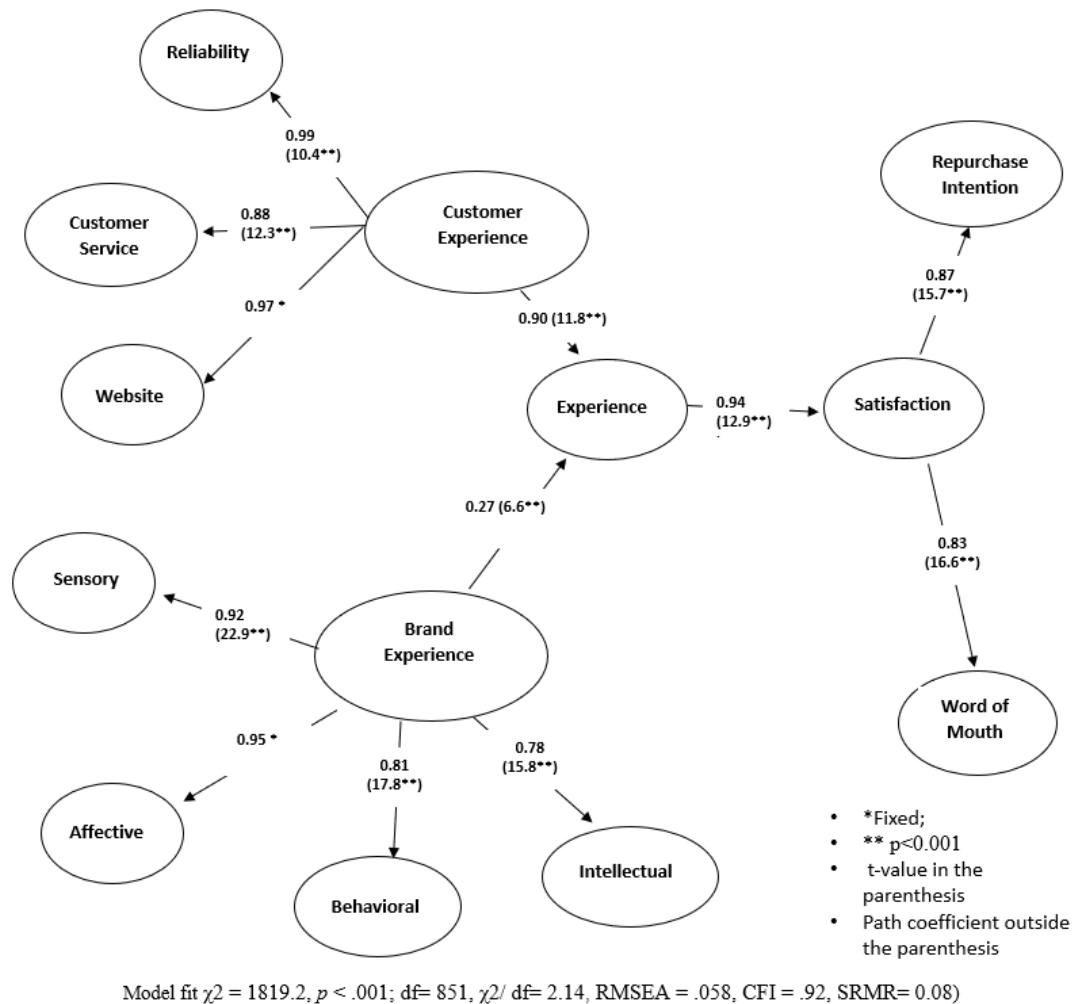 Reliability
0.99
(10.4**)
Customer
Service
0.88
(12.3**)
Customer
Experience
0.97 *
Website
0.90 (11.8**)
Repurchase
Intention
0.87
(15.7**)
Experience
0.94
(12.9**)
.
Satisfaction
0.27 (6.6**)
0.83
(16.6**)
Sensory
0.92
(22.9**)
Brand
Experience
Word of
Mouth
0.95 *
0.81
(17.8**)
0.78
(15.8**)
Affective
Behavioral
Intellectual
• *Fixed;
• ** p<0.001
• t-value in the
parenthesis
• Path coefficient outside
the parenthesis
Model fit χ2 = 1819.2, p < .001; df= 851, χ2/ df= 2.14, RMSEA = .058, CFI = .92, SRMR= 0.08)